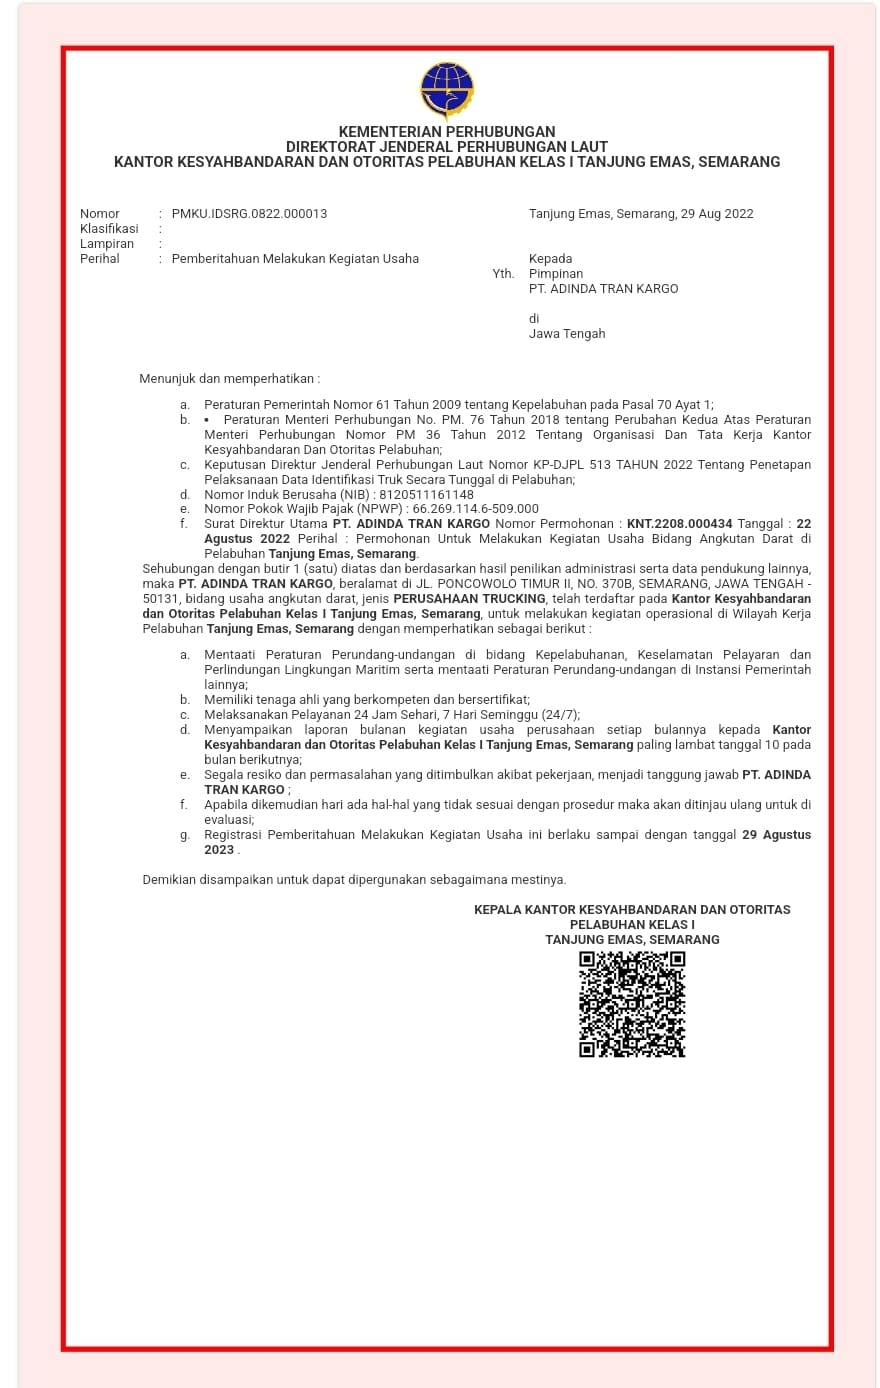 KEMENTERIAN PERHUBUNGAN
DIREKTORAT JENDERAL PERHUBUNGAN LAUT
KANTOR KESYAHBANDARAN DAN OTORITAS PELABUHAN KELAS I TANJUNG EMAS, SEMARANG
Nomor : PMKU.IDSRG.0822.000013 Tanjung Emas, Semarang, 29 Aug 2022
Klasifikasi :
Lampiran :
Perihal : Pemberitahuan Melakukan Kegiatan Usaha Kepada
Yth. Pimpinan
PT. ADINDA TRAN KARGO
di
Jawa Tengah
Menunjuk dan memperhatikan :
a. Peraturan Pemerintah Nomor 61 Tahun 2009 tentang Kepelabuhan pada Pasal 70 Ayat 1;
b. • Peraturan Menteri Perhubungan No. PM. 76 Tahun 2018 tentang Perubahan Kedua Atas Peraturan
Menteri Perhubungan Nomor PM 36 Tahun 2012 Tentang Organisasi Dan Tata Kerja Kantor
Kesyahbandaran Dan Otoritas Pelabuhan;
c. Keputusan Direktur Jenderal Perhubungan Laut Nomor KP-DJPL 513 TAHUN 2022 Tentang Penetapan
Pelaksanaan Data Identifikasi Truk Secara Tunggal di Pelabuhan;
d. Nomor Induk Berusaha (NIB) : 8120511161148
e. Nomor Pokok Wajib Pajak (NPWP) : 66.269.114.6-509.000
f. Surat Direktur Utama PT. ADINDA TRAN KARGO Nomor Permohonan : KNT.2208.000434 Tanggal : 22
Agustus 2022 Perihal : Permohonan Untuk Melakukan Kegiatan Usaha Bidang Angkutan Darat di
Pelabuhan Tanjung Emas, Semarang.
Sehubungan dengan butir 1 (satu) diatas dan berdasarkan hasil penilikan administrasi serta data pendukung lainnya,
maka PT. ADINDA TRAN KARGO, beralamat di JL. PONCOWOLO TIMUR II, NO. 370B, SEMARANG, JAWA TENGAH -
50131, bidang usaha angkutan darat, jenis PERUSAHAAN TRUCKING, telah terdaftar pada Kantor Kesyahbandaran
dan Otoritas Pelabuhan Kelas I Tanjung Emas, Semarang, untuk melakukan kegiatan operasional di Wilayah Kerja
Pelabuhan Tanjung Emas, Semarang dengan memperhatikan sebagai berikut :
a. Mentaati Peraturan Perundang-undangan di bidang Kepelabuhanan, Keselamatan Pelayaran dan
Perlindungan Lingkungan Maritim serta mentaati Peraturan Perundang-undangan di Instansi Pemerintah
lainnya;
b. Memiliki tenaga ahli yang berkompeten dan bersertifikat;
c. Melaksanakan Pelayanan 24 Jam Sehari, 7 Hari Seminggu (24/7);
d. Menyampaikan laporan bulanan kegiatan usaha perusahaan setiap bulannya kepada Kantor
Kesyahbandaran dan Otoritas Pelabuhan Kelas I Tanjung Emas, Semarang paling lambat tanggal 10 pada
bulan berikutnya;
e. Segala resiko dan permasalahan yang ditimbulkan akibat pekerjaan, menjadi tanggung jawab PT. ADINDA
TRAN KARGO ;
f. Apabila dikemudian hari ada hal-hal yang tidak sesuai dengan prosedur maka akan ditinjau ulang untuk di
evaluasi;
g. Registrasi Pemberitahuan Melakukan Kegiatan Usaha ini berlaku sampai dengan tanggal 29 Agustus
2023 .
Demikian disampaikan untuk dapat dipergunakan sebagaimana mestinya.
KEPALA KANTOR KESYAHBANDARAN DAN OTORITAS
PELABUHAN KELAS I
TANJUNG EMAS, SEMARANG